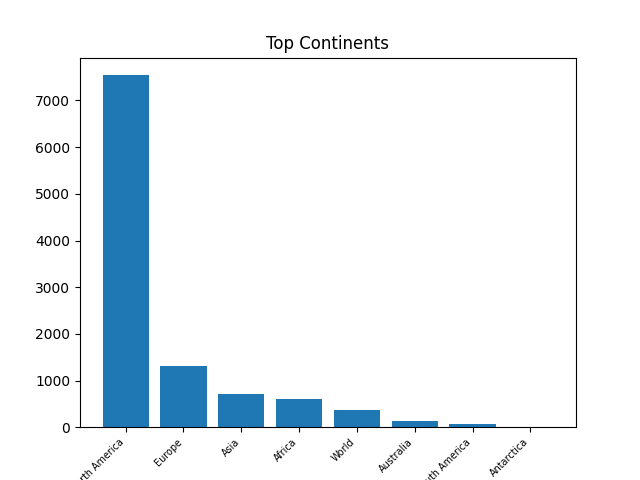 Top Continents
7000
6000
5000
4000
3000
2000
1000
0
rth America
Europe
Asia
Africa
World
Australia
uth America
Antarctica